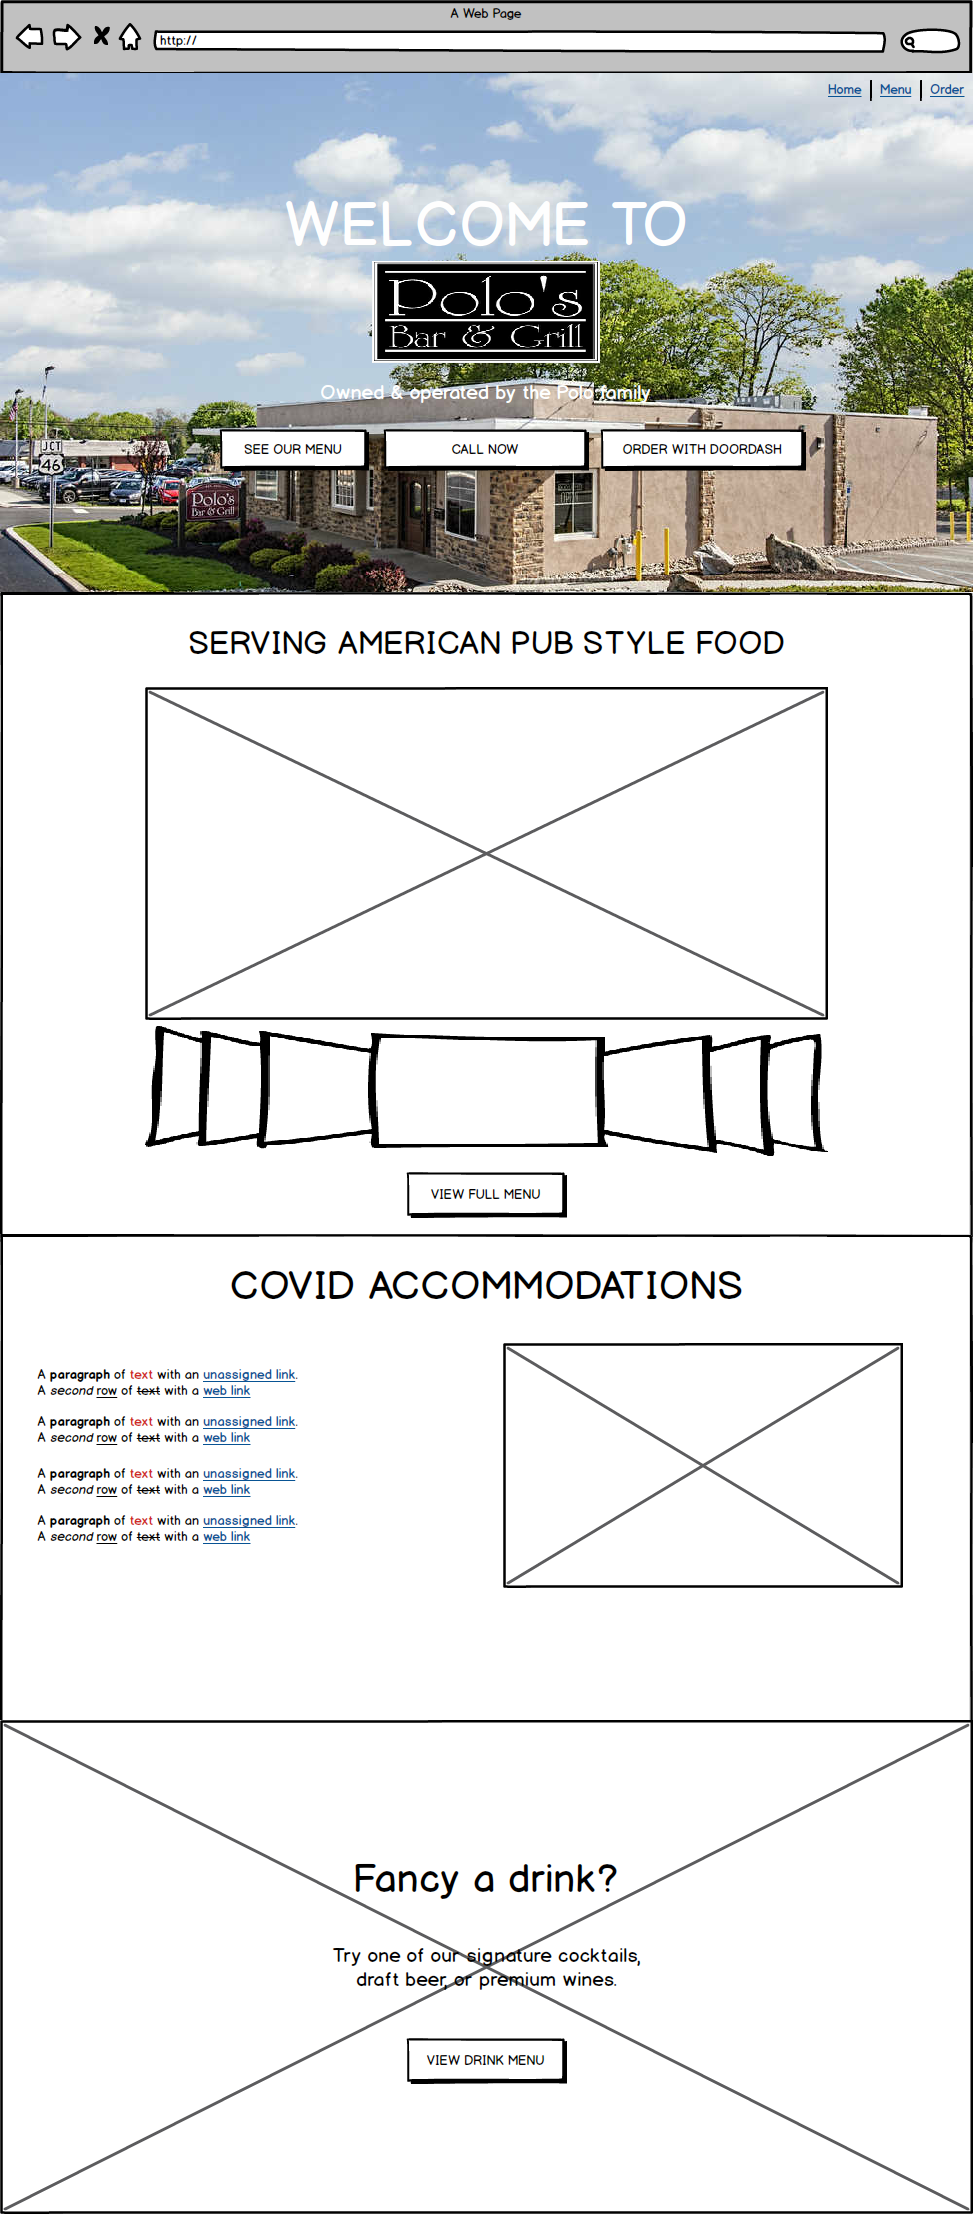 A Web Page
http://
Home Menu Order
WELCOME TO
Polo's
Bar & Grill
Owned & operated by the Polo family
SEE OUR MENU CALL NOW ORDER WITH DOORDASH
JCT
46
Polo's
Bar & Grill
SERVING AMERICAN PUB STYLE FOOD
VIEW FULL MENU
COVID ACCOMMODATIONS
A paragraph of text with an unassigned link.
A second row of text with a web link
A paragraph of text with an unassigned link.
A second row of text with a web link
A paragraph of text with an unassigned link.
A second row of text with a web link
A paragraph of text with an unassigned link.
A second row of text with a web link
Fancy a drink?
Try one of our signature cocktails,
draft beer, or premium wines.
VIEW DRINK MENU